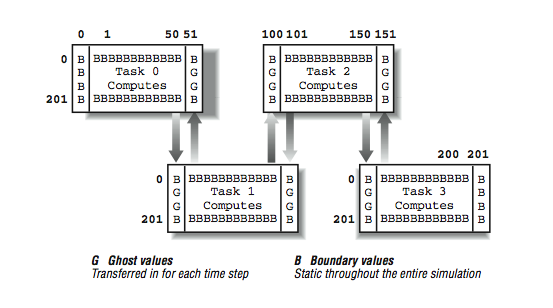 0 1 50 51 100 101 150 151
0 B BBBBBBBBBBBB B B BBBBBBBBBBBB B
B Task 0 G G Task 2 G
B Computes G G Computes G
201 B BBBBBBBBBBBB B B BBBBBBBBBBBB B
200 201
0 B BBBBBBBBBBBB B 0 B BBBBBBBBBBBB B
G Task 1 G G Task 3 B
G Computes G G Computes B
201 B BBBBBBBBBBBB B 201 B BBBBBBBBBBBB B
G Ghost values B Boundary values
Transferred in for each time step Static throughout the entire simulation